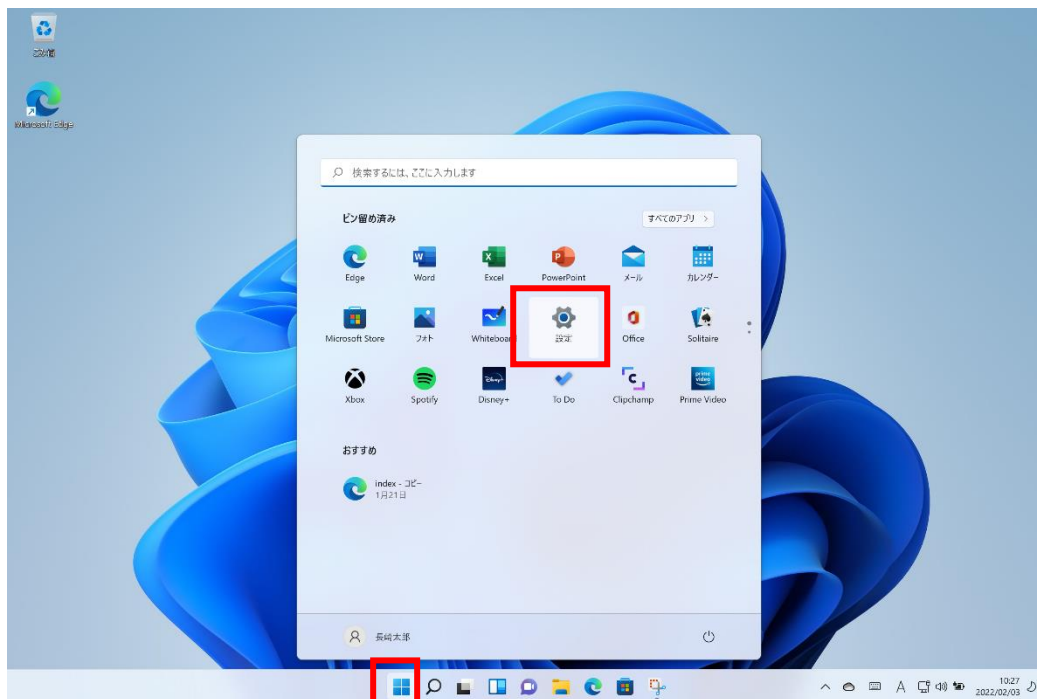 ごみ箱
Microsoft Edge
検索するには、ここに入力します
ピン留め済み
すべてのアプリ >
Edge Word Excel PowerPoint メール カレンダー
Microsoft Store フォト Whiteboard 設定 Office Solitaire
Xbox Spotify Disney+ To Do Clipchamp Prime Video
おすすめ
index - コピー
1月21日
長崎太郎
A
10:27
2022/02/03